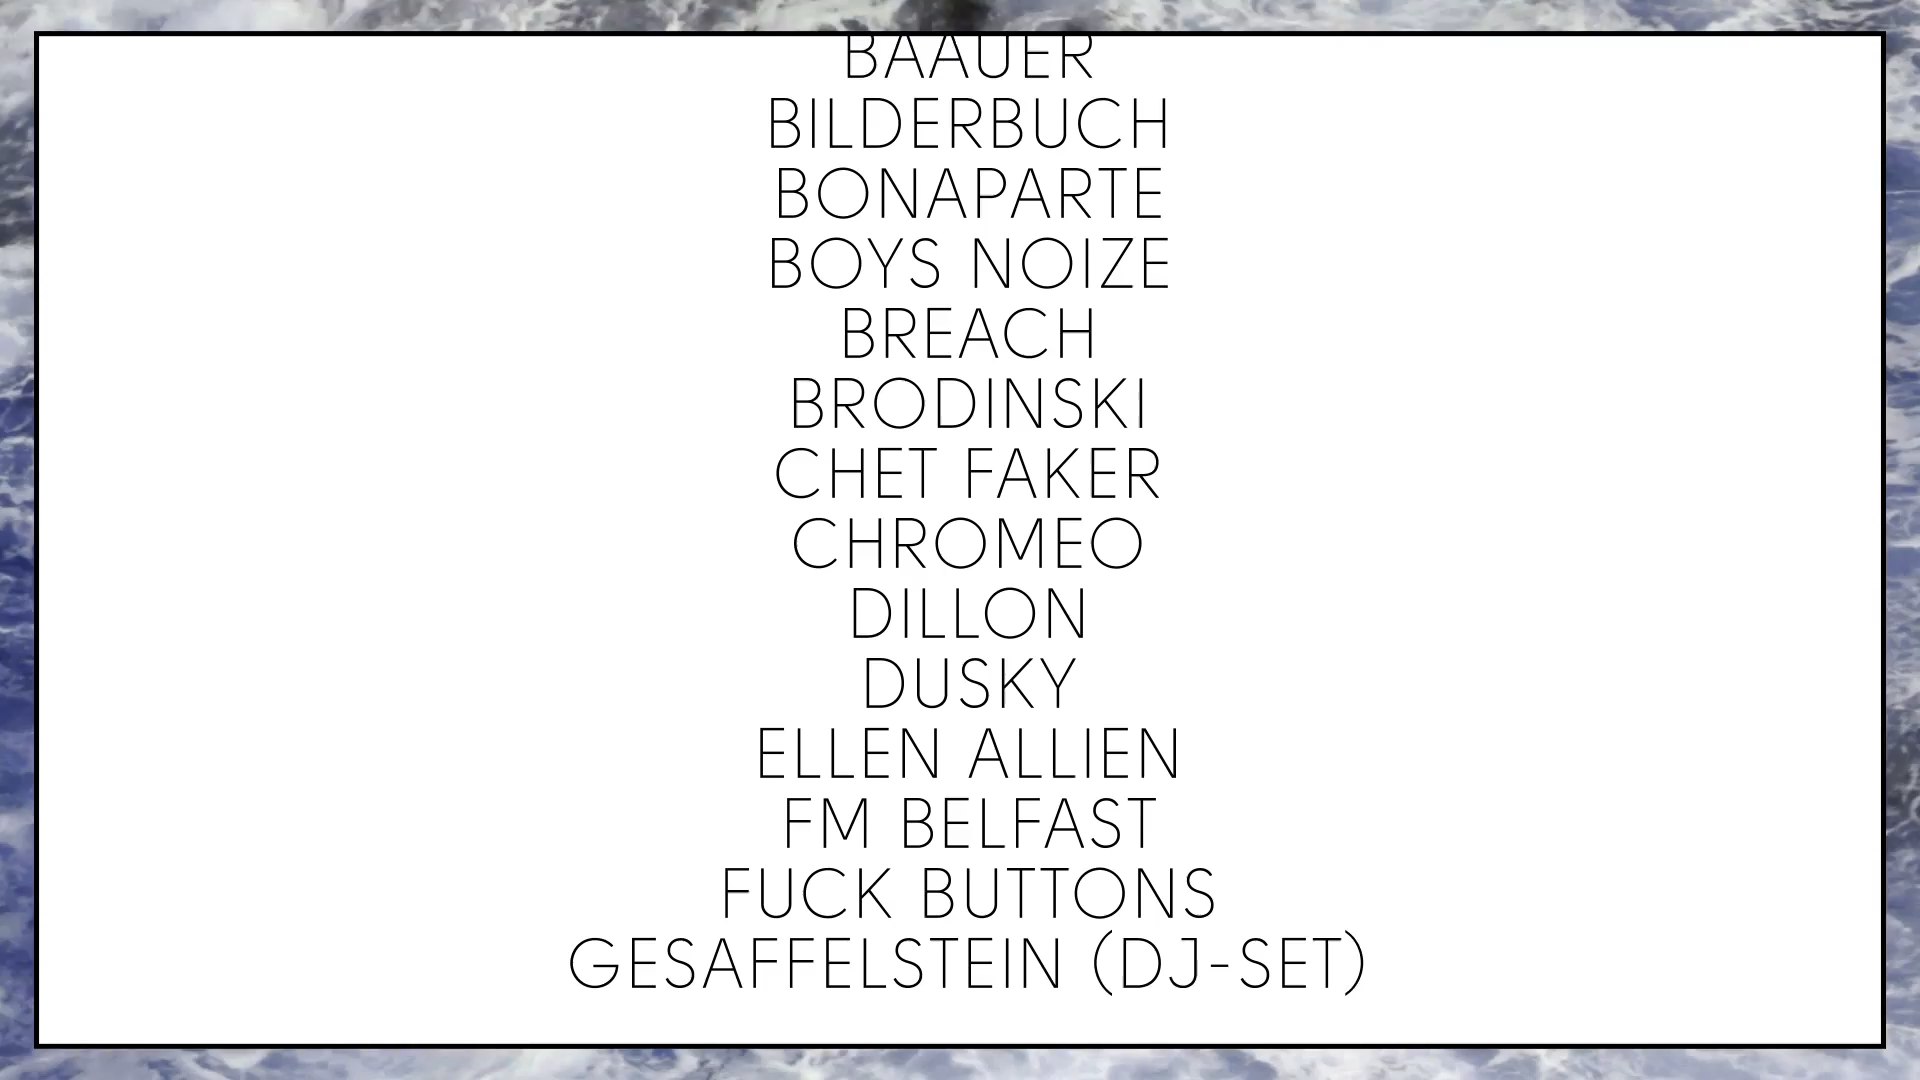 BAAUER
BILDERBUCH
BONAPARTE
BOYS NOIZE
BREACH
BRODINSKI
CHET FAKER
CHROMEO
DILLON
DUSKY
ELLEN ALLIEN
FM BELFAST
FUCK BUTTONS
GESAFFELSTEIN (DJ-SET)